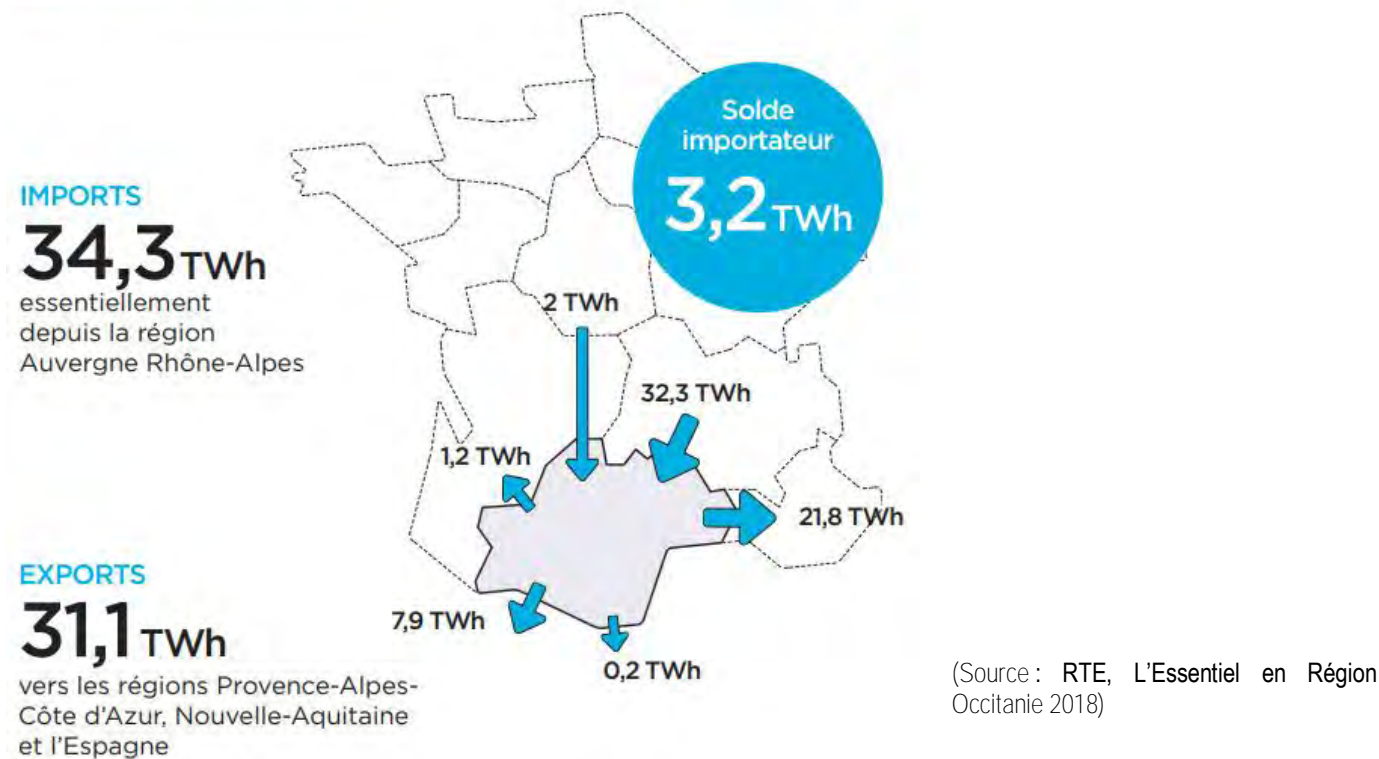 Solde
importateur
3,2 TWh
IMPORTS
34,3 TWh
essentiellement
depuis la région
Auvergne Rhône-Alpes
2 TWh
32,3 TWh
1,2 TWh
21,8 TWh
EXPORTS
31,1 TWh
vers les régions Provence-Alpes-
Côte d'Azur, Nouvelle-Aquitaine
et l'Espagne
7,9 TWh
0,2 TWh
(Source : RTE, L’Essentiel en Région
Occitanie 2018)